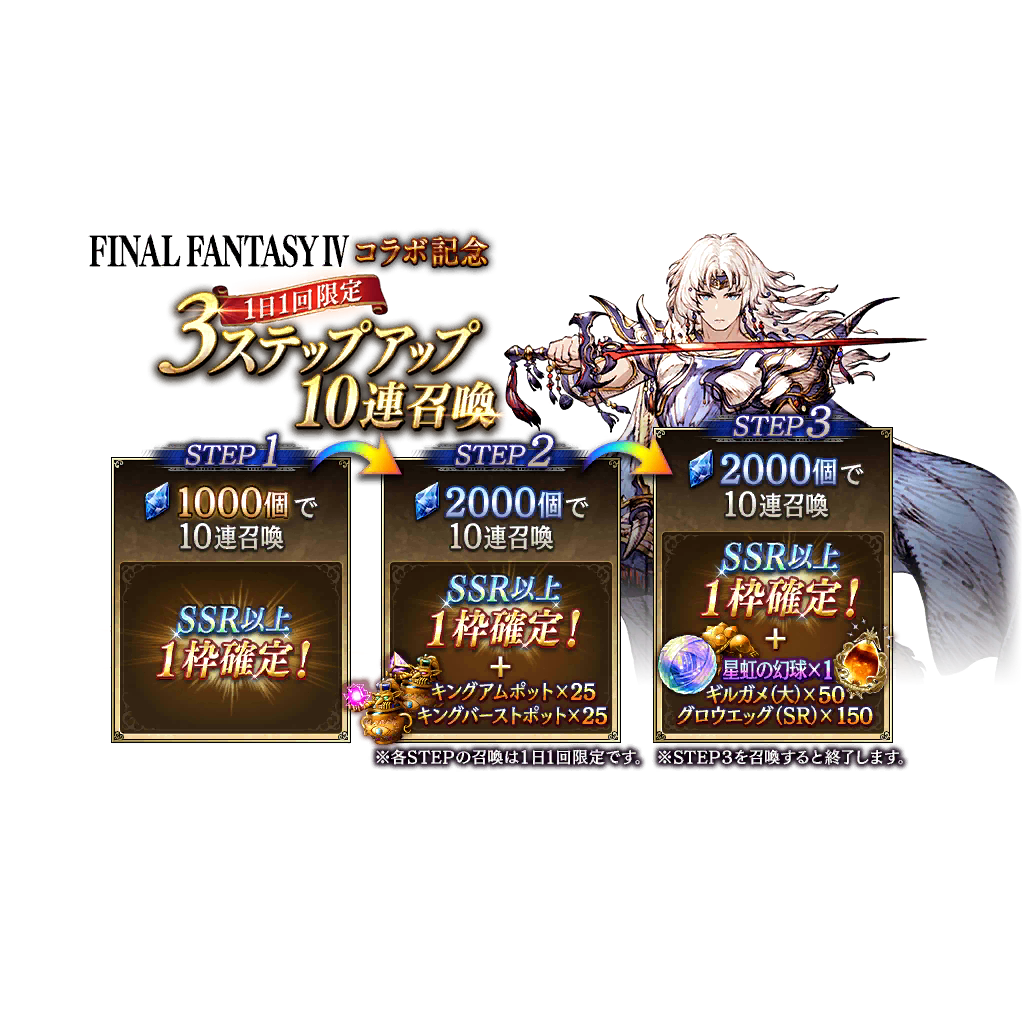 FINAL FANTASY IV コラボ記念
1日1回限定
3ステップアップ
10連召喚
STEP 1
1000個で
10連召喚
SSR以上
1枠確定!
STEP 2
2000個で
10連召喚
SSR以上
1枠確定!
+
キングアムポット×25
キングバーストポット×25
STEP 3
2000個で
10連召喚
SSR以上
1枠確定!
+
星虹の幻球×1
ギルガメ(大)×50
グロウエッグ(SR)×150
※各STEPの召喚は1日1回限定です。
※STEP3を召喚すると終了します。